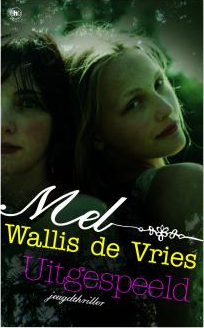 Mel
Wallis de Vries
Uitgespeeld
jeugdthriller